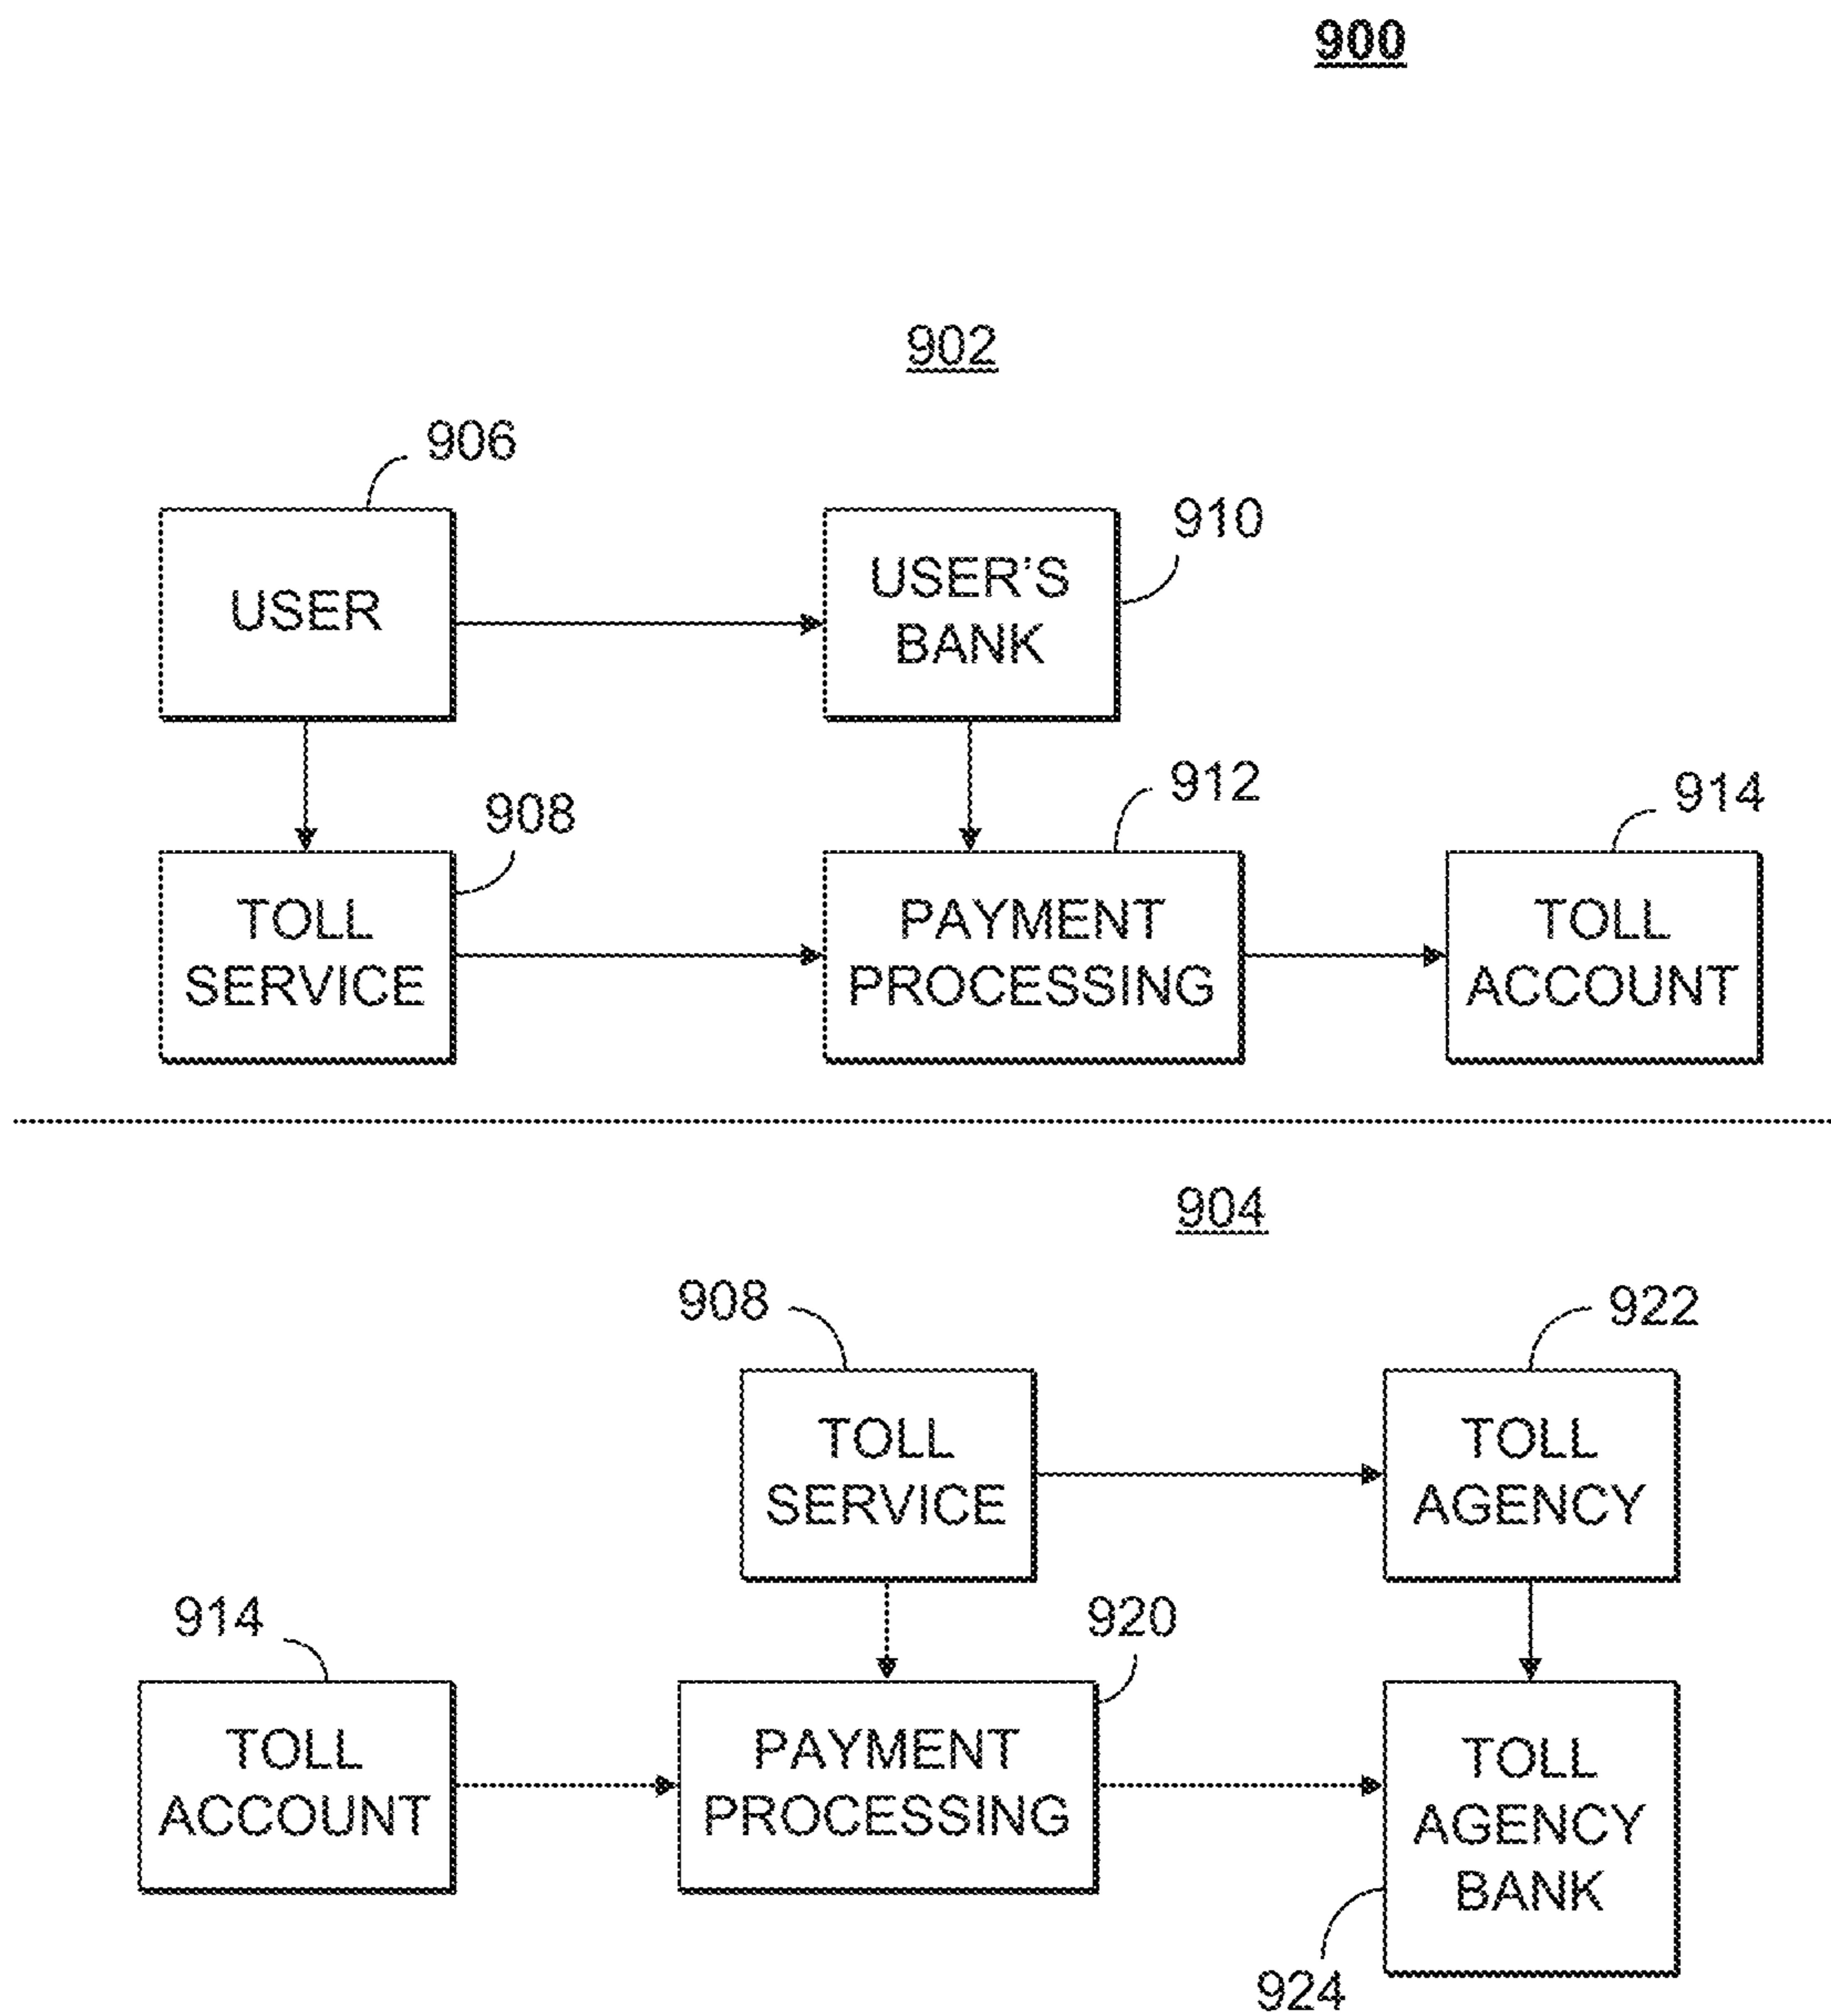 900
902
906
910
USER
USER'S
BANK
908
912
914
TOLL
SERVICE
PAYMENT
PROCESSING
TOLL
ACCOUNT
904
908
922
TOLL
SERVICE
TOLL
AGENCY
914
920
TOLL
ACCOUNT
PAYMENT
PROCESSING
TOLL
AGENCY
BANK
924